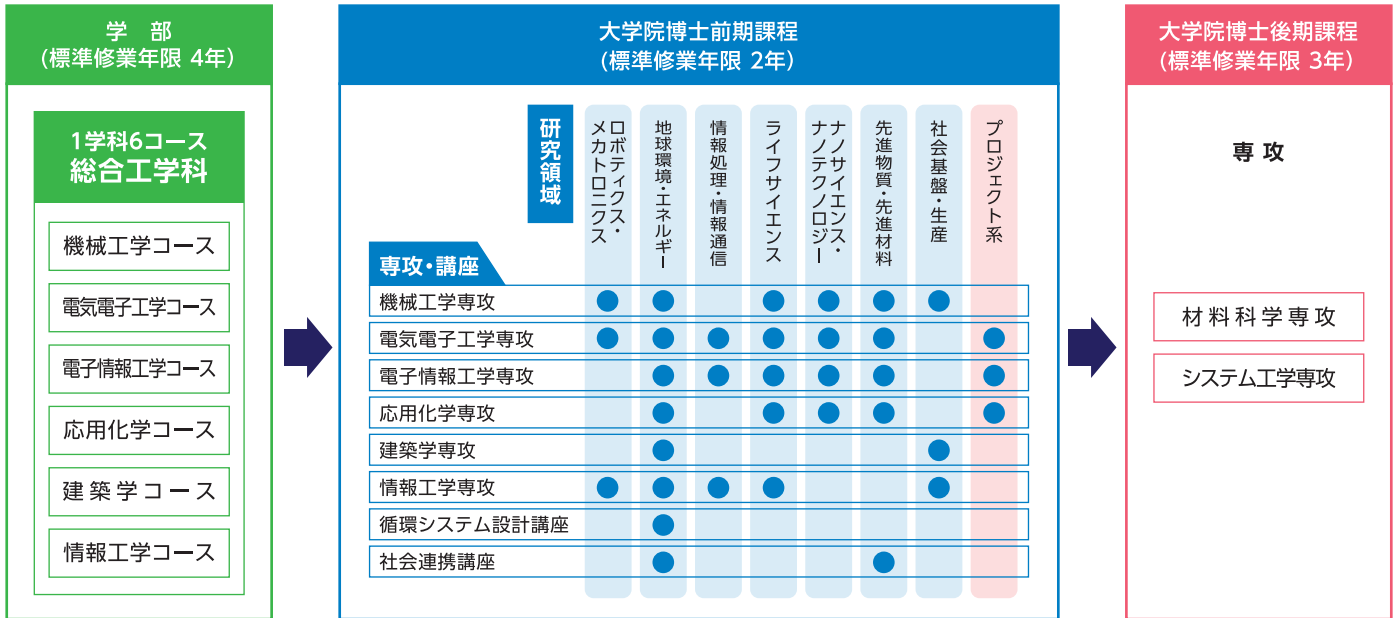 学　部
(標準修業年限 4年)
1学科6コース
総合工学科
機械工学コース
電気電子工学コース
電子情報工学コース
応用化学コース
建築学コース
情報工学コース
大学院博士前期課程
(標準修業年限 2年)
研究領域
ロボティクス・
メカトロニクス
地球環境・エネルギー
情報処理・情報通信
ライフサイエンス
ナノサイエンス・
ナノテクノロジー
先進物質・先進材料
社会基盤・生産
プロジェクト系
専攻・講座
機械工学専攻
電気電子工学専攻
電子情報工学専攻
応用化学専攻
建築学専攻
情報工学専攻
循環システム設計講座
社会連携講座
大学院博士後期課程
(標準修業年限 3年)
専 攻
材料科学専攻
システム工学専攻